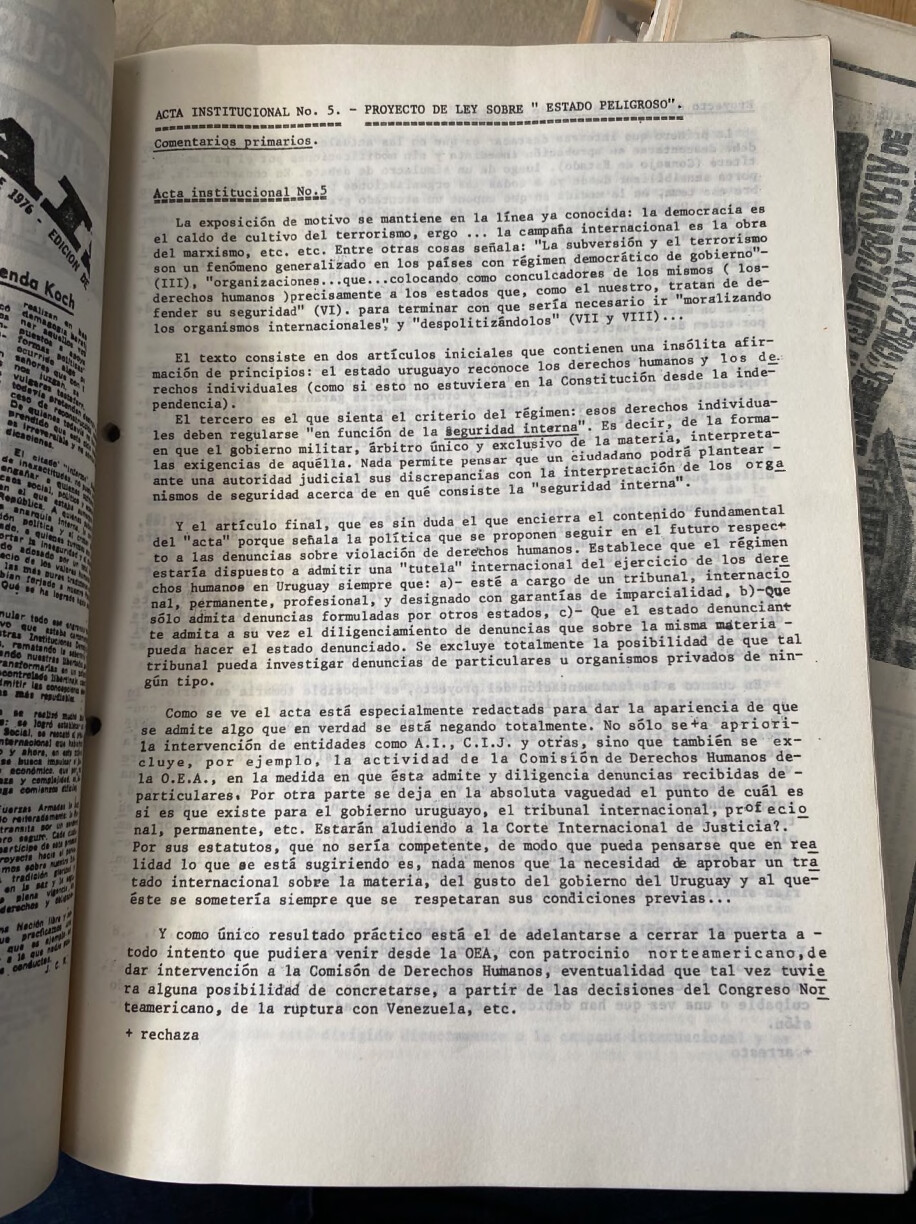 ACTA INSTITUCIONAL No. 5. - PROYECTO DE LEY SOBRE " ESTADO PELIGROSO".
Comentarios primarios.
Acta institucional No.5
La exposición de motivo se mantiene en la línea ya conocida: la democracia es
el caldo de cultivo del terrorismo, ergo ... la campaña internacional es la obra
del marxismo, etc. etc. Entre otras cosas señala: "La subversión y el terrorismo
son un fenómeno generalizado en los países con régimen democrático de gobierno"-
(III), "organizaciones...que...colocando como conculcadores de los mismos ( los-
derechos humanos )precisamente a los estados que, como el nuestro, tratan de de-
fender su seguridad" (VI). para terminar con que sería necesario ir "moralizando
los organismos internacionales", y "despolitizándolos" (VII y VIII)...
El texto consiste en dos artículos iniciales que contienen una insólita afir-
mación de principios: el estado uruguayo reconoce los derechos humanos y los de
rechos individuales (como si esto no estuviera en la Constitución desde la inde-
pendencia).
El tercero es el que sienta el criterio del régimen: esos derechos individua-
les deben regularse "en función de la seguridad interna". Es decir, de la forma-
en que el gobierno militar, árbitro único y exclusivo de la materia, interpreta-
las exigencias de aquélla. Nada permite pensar que un ciudadano podrá plantear -
ante una autoridad judicial sus discrepancias con la interpretación de los orga
nismos de seguridad acerca de en qué consiste la "seguridad interna".
Y el artículo final, que es sin duda el que encierra el contenido fundamental
del "acta" porque señala la política que se proponen seguir en el futuro respec+
to a las denuncias sobre violación de derechos humanos. Establece que el régimen
estaría dispuesto a admitir una "tutela" internacional del ejercicio de los dere
chos humanos en Uruguay siempre que: a)- esté a cargo de un tribunal, internacio
nal, permanente, profesional, y designado con garantías de imparcialidad, b)-Que
sólo admita denuncias formuladas por otros estados, c)- Que el estado denunciant
te admita a su vez el diligenciamiento de denuncias que sobre la misma materia -
pueda hacer el estado denunciado. Se excluye totalmente la posibilidad de que tal
tribunal pueda investigar denuncias de particulares u organismos privados de nin-
gún tipo.
Como se ve el acta está especialmente redactads para dar la apariencia de que
se admite algo que en verdad se está negando totalmente. No sólo se+a apriori-
la intervención de entidades como A.I., C.I.J. y otras, sino que también se ex-
cluye, por ejemplo, la actividad de la Comisión de Derechos Humanos de-
la O.E.A., en la medida en que ésta admite y diligencia denuncias recibidas de -
particulares. Por otra parte se deja en la absoluta vaguedad el punto de cuál es
si es que existe para el gobierno uruguayo, el tribunal internacional, profecio
nal, permanente, etc. Estarán aludiendo a la Corte Internacional de Justicia?.
Por sus estatutos, que no sería competente, de modo que pueda pensarse que en rea
lidad lo que se está sugiriendo es, nada menos que la necesidad de aprobar un tra
tado internacional sobre la materia, del gusto del gobierno del Uruguay y al que-
éste se sometería siempre que se respetaran sus condiciones previas...
Y como único resultado práctico está el de adelantarse a cerrar la puerta a -
todo intento que pudiera venir desde la OEA, con patrocinio norteamericano,de
dar intervención a la Comisón de Derechos Humanos, eventualidad que tal vez tuvie
ra alguna posibilidad de concretarse, a partir de las decisiones del Congreso Nor
teamericano, de la ruptura con Venezuela, etc.
+ rechaza
1976 - EDICION DE
enda Koch